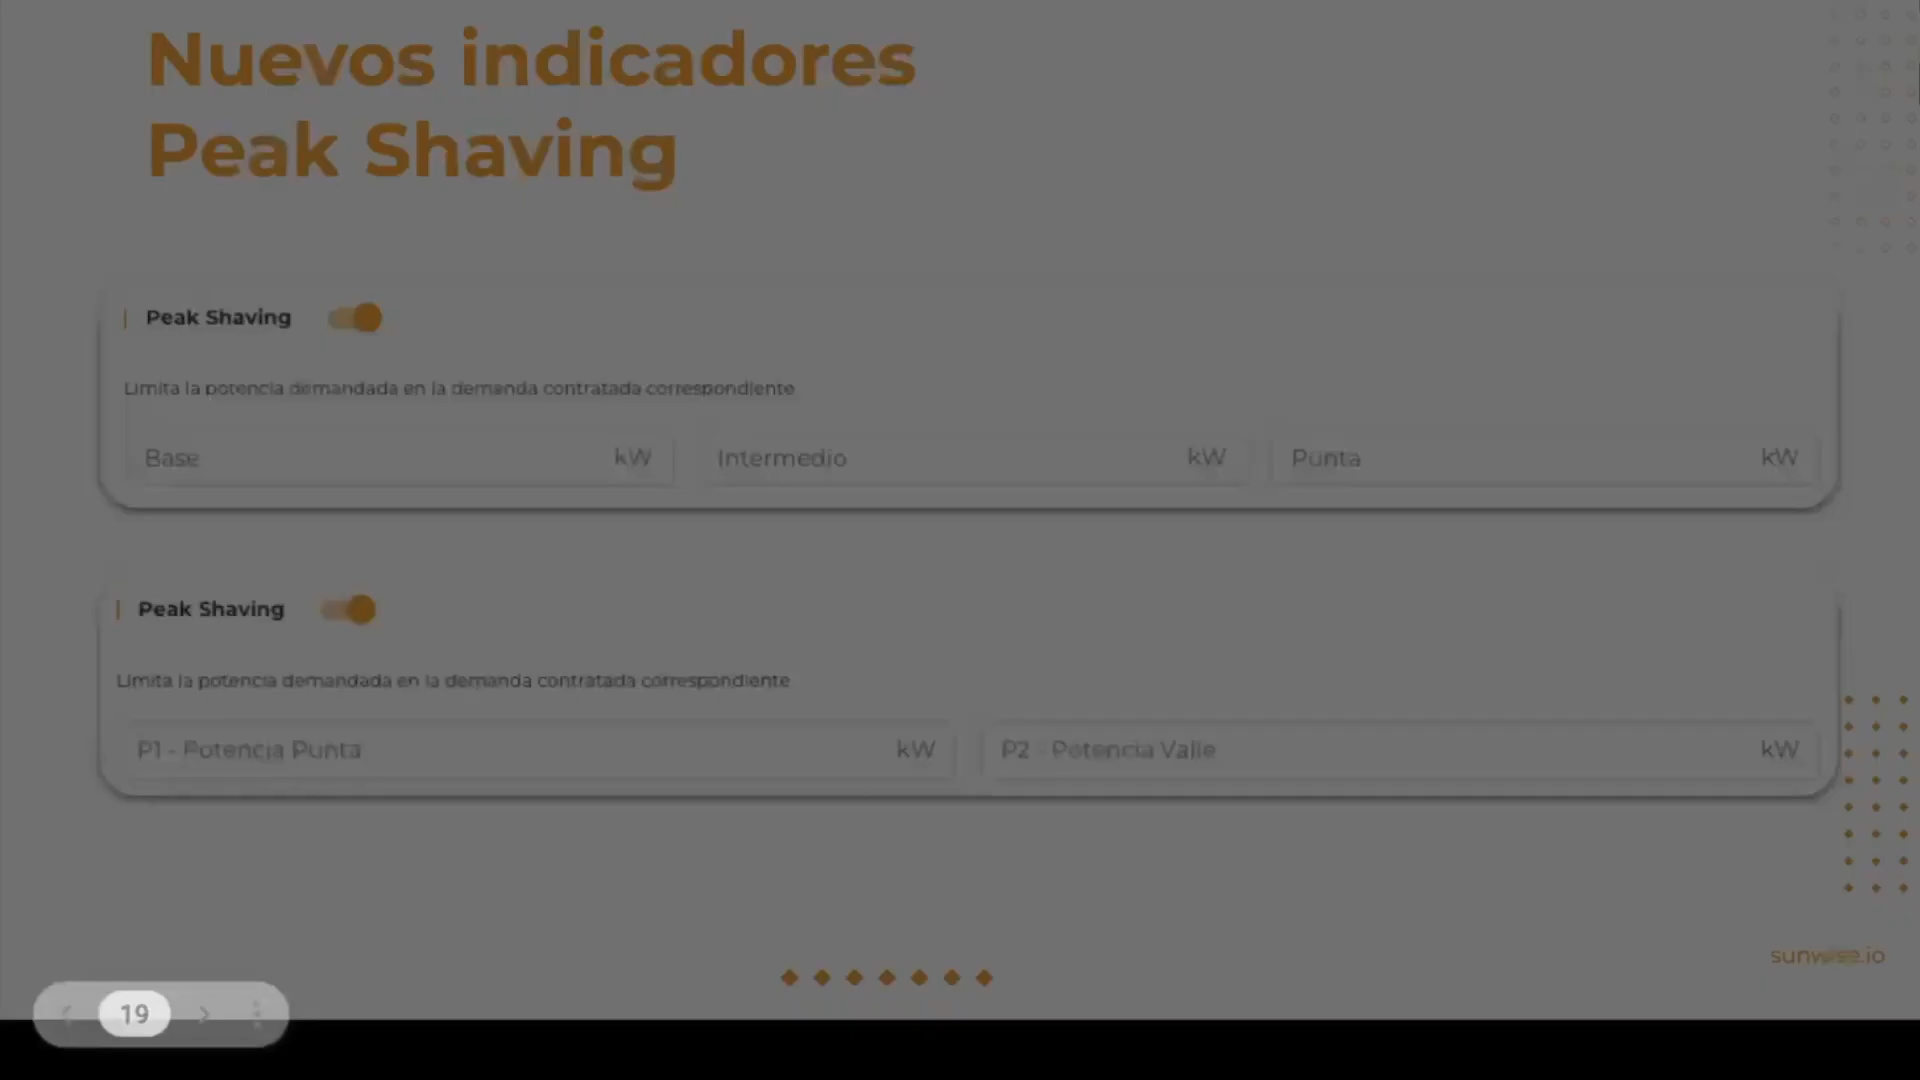 Nuevos indicadores
Peak Shaving
Peak Shaving
Limita la potencia demandada en la demanda contratada correspondiente
Base kW Intermedio kW Punta kW
Peak Shaving
Limita la potencia demandada en la demanda contratada correspondiente
P1 - Potencia Punta kW P2 - Potencia Valle kW
sunwise.io
19